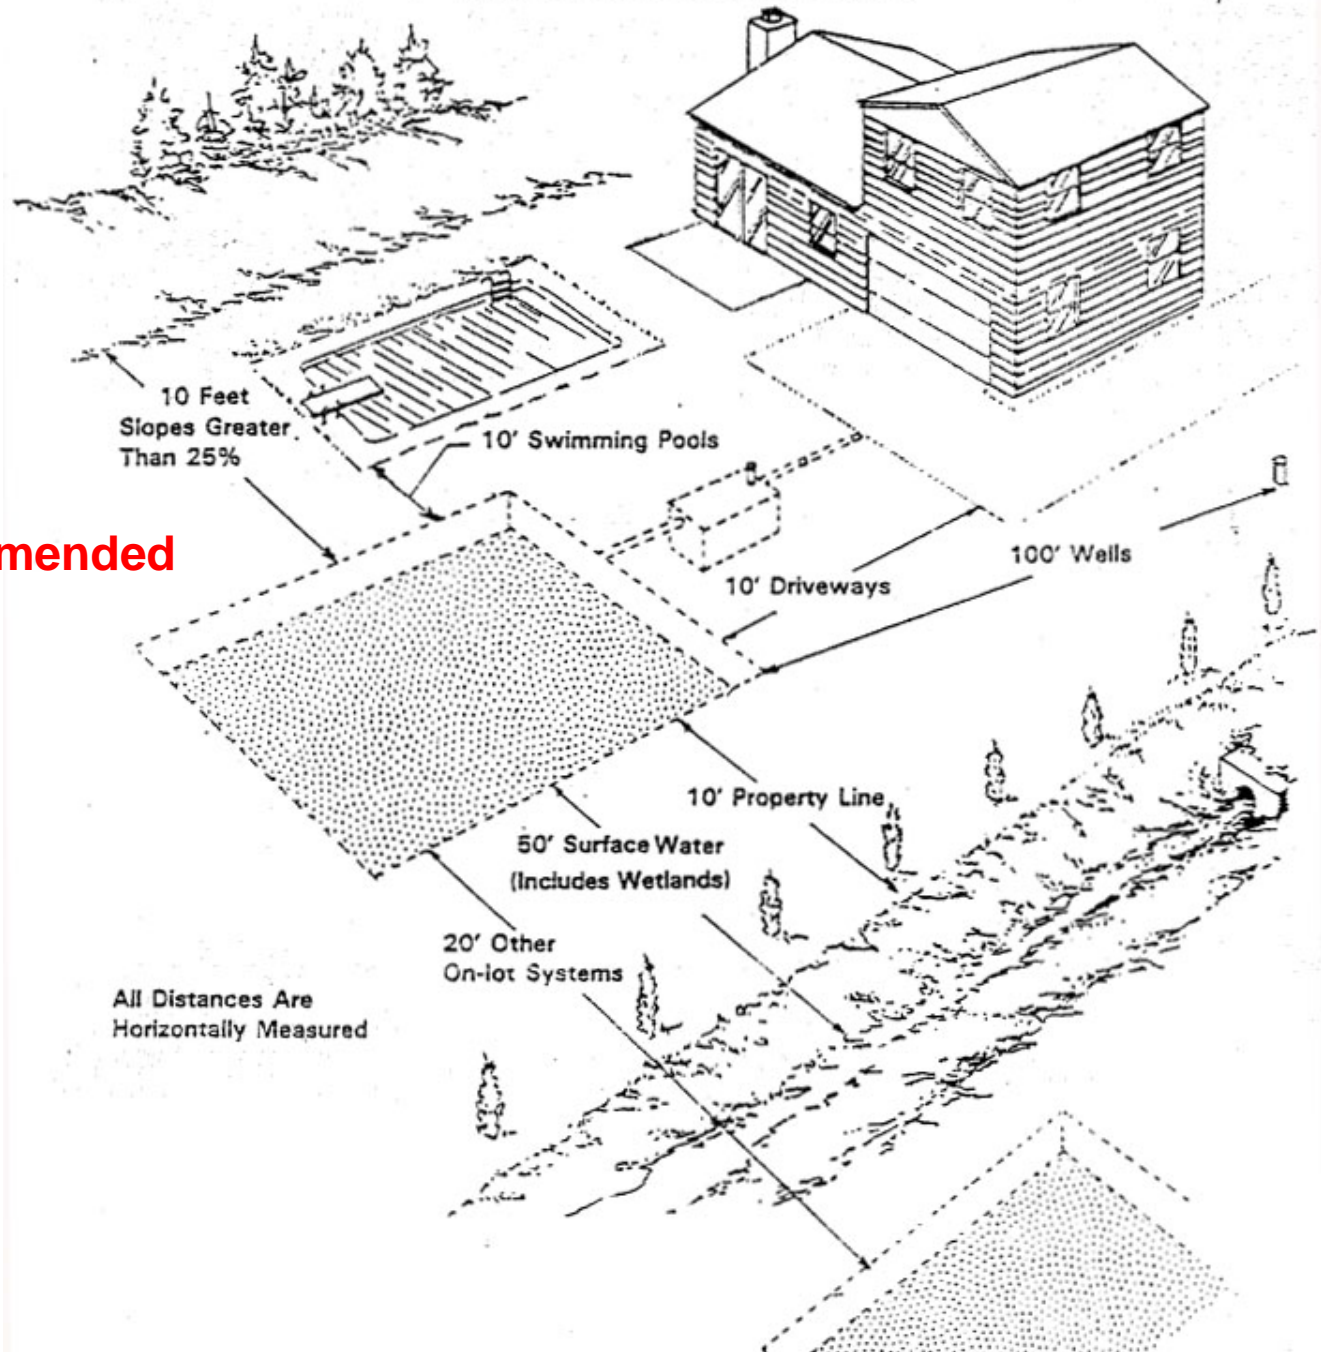 10 Feet
Slopes Greater
Than 25%
10' Swimming Pools
mended
100' Wells
10' Driveways
10' Property Line
50' Surface Water
(Includes Wetlands)
20' Other
On-lot Systems
All Distances Are
Horizontally Measured